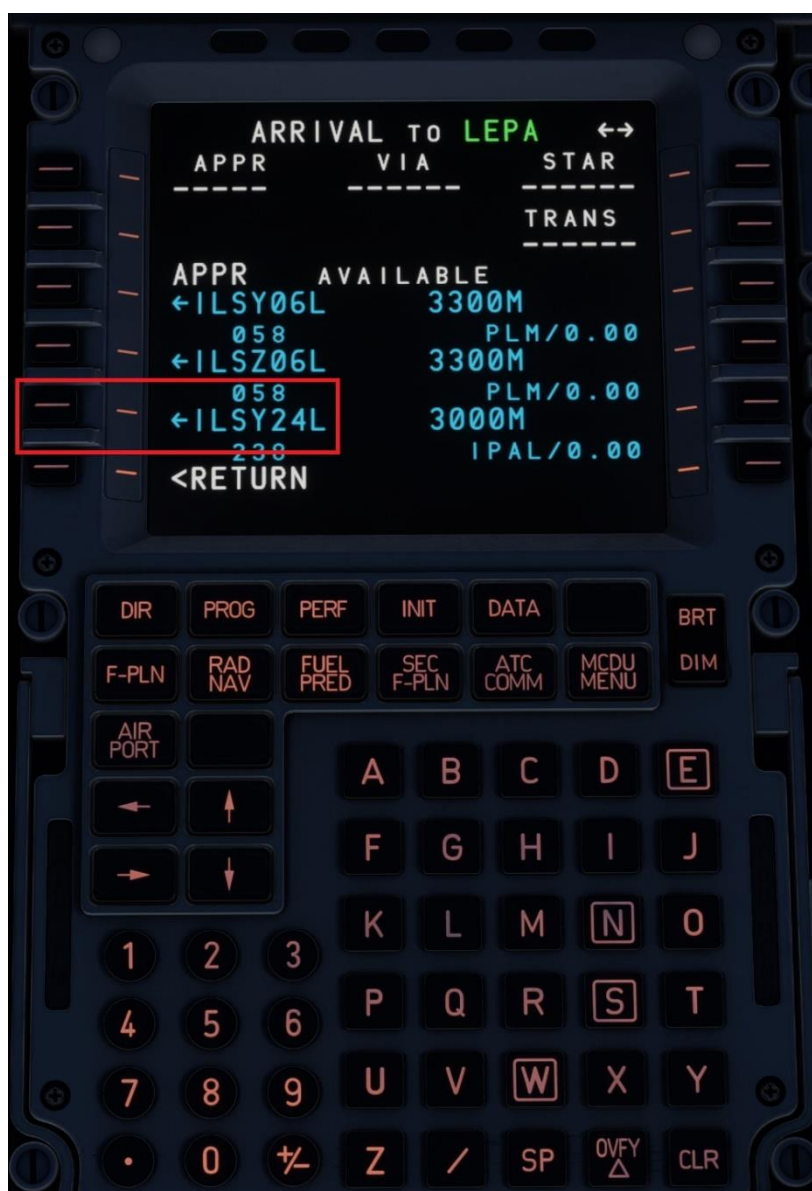 ARRIVAL TO LEPA ←→
APPR VIA STAR
----- ------ ------
TRANS
------
APPR AVAILABLE
←ILSY06L 3300M
058 PLM/0.00
←ILSZ06L 3300M
058 PLM/0.00
←ILSY24L 3000M
238 IPAL/0.00
<RETURN
DIR PROG PERF INIT DATA
BRT
F-PLN RAD NAV FUEL PRED SEC F-PLN ATC COMM MCDU MENU
DIM
AIR PORT
A B C D E
← ↑
F G H I J
→ ↓
K L M N O
1 2 3
P Q R S T
4 5 6
U V W X Y
7 8 9
Z / SP OVFY △ CLR
. 0 +/-